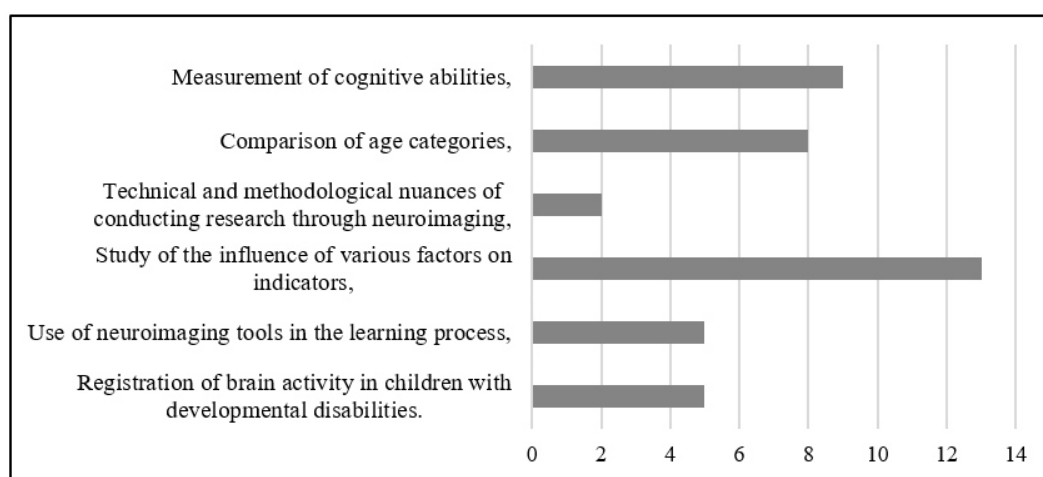 Measurement of cognitive abilities,
Comparison of age categories,
Technical and methodological nuances of
conducting research through neuroimaging,
Study of the influence of various factors on
indicators,
Use of neuroimaging tools in the learning process,
Registration of brain activity in children with
developmental disabilities.
0 2 4 6 8 10 12 14